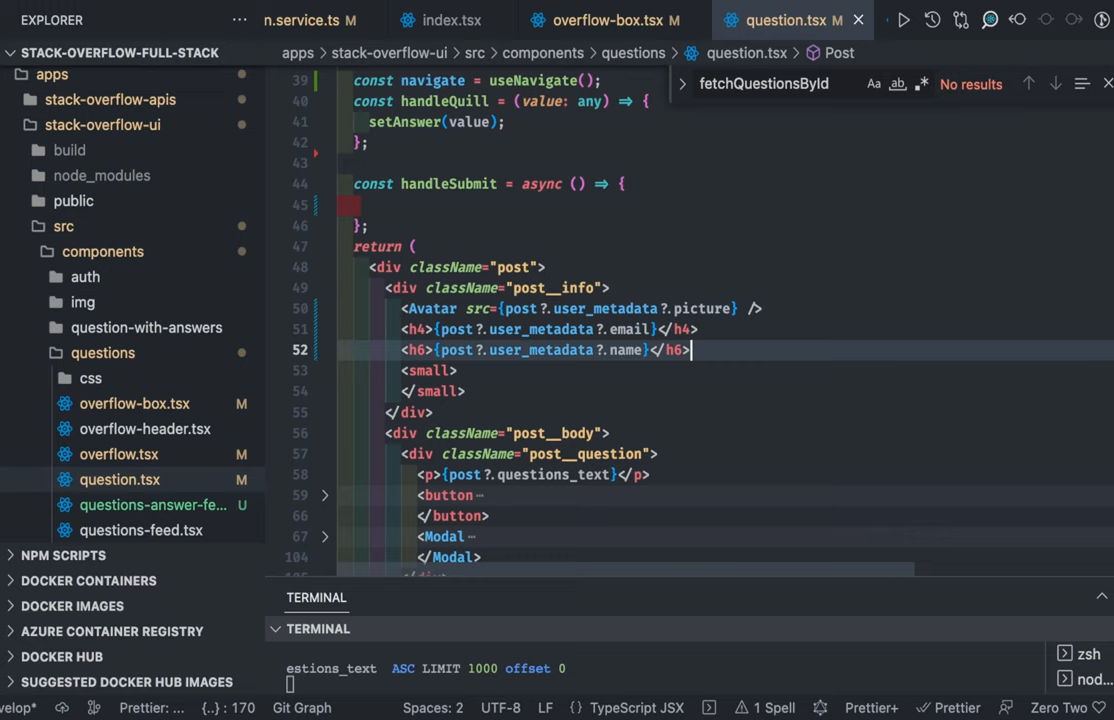 EXPLORER
n.service.ts
index.tsx
overflow-box.tsx
question.tsx
STACK-OVERFLOW-FULL-STACK
apps
stack-overflow-apis
stack-overflow-ui
build
node_modules
public
src
components
auth
img
question-with-answers
questions
css
overflow-box.tsx M
overflow-header.tsx
overflow.tsx M
question.tsx M
questions-answer-fe... U
questions-feed.tsx
NPM SCRIPTS
DOCKER CONTAINERS
DOCKER IMAGES
AZURE CONTAINER REGISTRY
DOCKER HUB
SUGGESTED DOCKER HUB IMAGES
apps > stack-overflow-ui > src > components > questions > question.tsx > Post
fetchQuestionsById Aa ab No results
39 const navigate = useNavigate();
40 const handleQuill = (value: any) => {
41 setAnswer(value);
42 };
43
44 const handleSubmit = async () => {
45
46 };
47 return (
48 <div className="post">
49 <div className="post__info">
50 <Avatar src={post?.user_metadata?.picture} />
51 <h4>{post?.user_metadata?.email}</h4>
52 <h6>{post?.user_metadata?.name}</h6>
53 <small>
54 </small>
55 </div>
56 <div className="post__body">
57 <div className="post__question">
58 <p>{post?.questions_text}</p>
59 <button
66 </button>
67 <Modal
104 </Modal>
TERMINAL
TERMINAL
estions_text ASC LIMIT 1000 offset 0
zsh
nod...
velop* Prettier: ... {..} : 170 Git Graph Spaces: 2 UTF-8 LF {} TypeScript JSX 1 Spell Prettier+ Prettier Zero Two